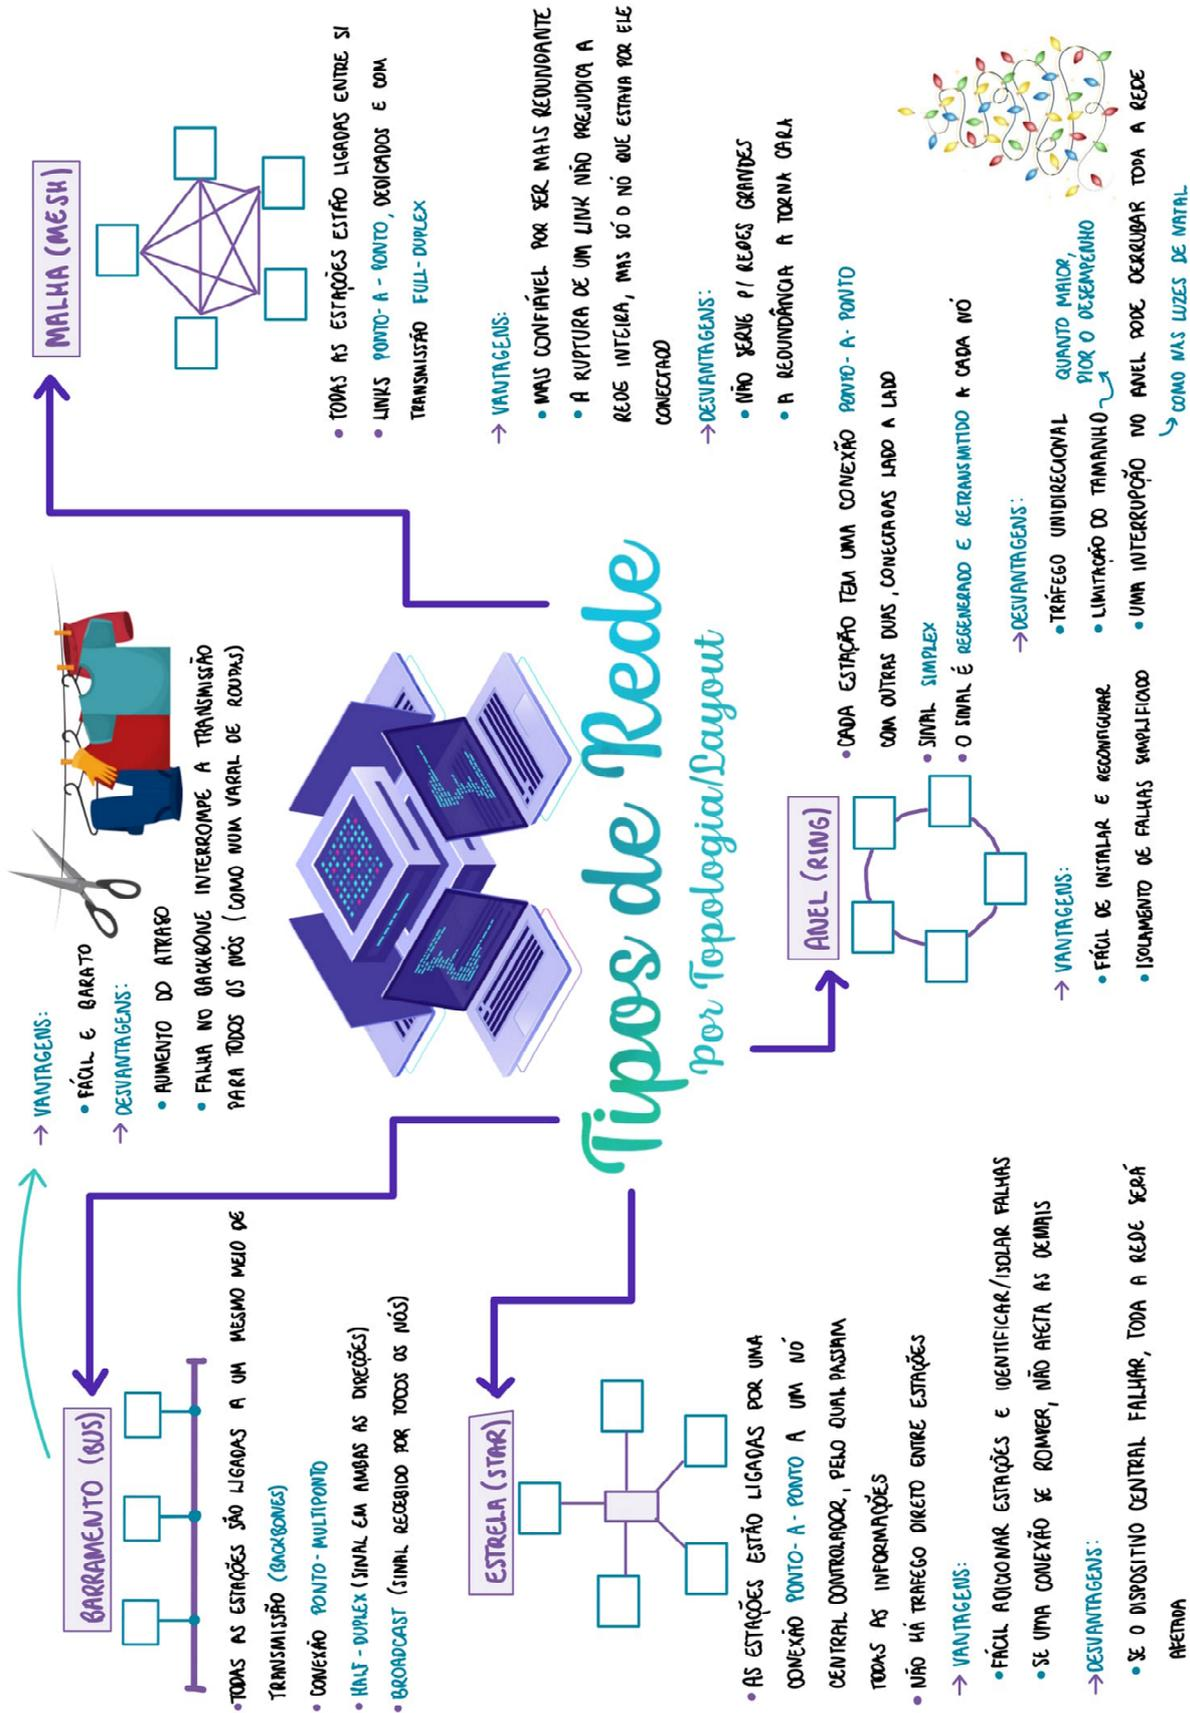 Tipos de Rede
Por Topologia/Layout
BARRAMENTO (BUS)
• TODAS AS ESTAÇÕES SÃO LIGADAS A UM MESMO MEIO DE
TRANSMISSÃO (BACKBONES)
• CONEXÃO PONTO-MULTIPONTO
• HALF-DUPLEX (SINAL EM AMBAS AS DIREÇÕES)
• BROADCAST (SINAL RECEBIDO POR TODOS OS NÓS)
→ VANTAGENS:
• FÁCIL E BARATO
→ DESVANTAGENS:
• AUMENTO DO ATRASO
• FALHA NO BACKBONE INTERROMPE A TRANSMISSÃO
PARA TODOS OS NÓS (COMO NUM VARAL DE ROUPAS)
MALHA (MESH)
• TODAS AS ESTAÇÕES ESTÃO LIGADAS ENTRE SI
• LINKS PONTO-A-PONTO, DEDICADOS E COM
TRANSMISSÃO FULL-DUPLEX
→ VANTAGENS:
• MAIS CONFIÁVEL POR SER MAIS REDUNDANTE
• A RUPTURA DE UM LINK NÃO PREJUDICA A
REDE INTEIRA, MAS SÓ O NÓ QUE ESTAVA POR ELE
CONECTADO
→ DESVANTAGENS:
• NÃO SERVE P/ REDES GRANDES
• A REDUNDÂNCIA A TORNA CARA
ESTRELA (STAR)
• AS ESTAÇÕES ESTÃO LIGADAS POR UMA
CONEXÃO PONTO-A-PONTO A UM NÓ
CENTRAL CONTROLADOR, PELO QUAL PASSAM
TODAS AS INFORMAÇÕES
• NÃO HÁ TRAFEGO DIRETO ENTRE ESTAÇÕES
→ VANTAGENS:
• FÁCIL ADICIONAR ESTAÇÕES E IDENTIFICAR/ISOLAR FALHAS
• SE UMA CONEXÃO SE ROMPER, NÃO AFETA AS DEMAIS
→ DESVANTAGENS:
• SE O DISPOSITIVO CENTRAL FALHAR, TODA A REDE SERÁ
AFETADA
ANEL (RING)
• CADA ESTAÇÃO TEM UMA CONEXÃO PONTO-A-PONTO
COM OUTRAS DUAS, CONECTADAS LADO A LADO
• SINAL SIMPLEX
• O SINAL É REGENERADO E RETRANSMITIDO A CADA NÓ
→ VANTAGENS:
• FÁCIL DE INSTALAR E RECONFIGURAR
• ISOLAMENTO DE FALHAS SIMPLIFICADO
→ DESVANTAGENS:
• TRÁFEGO UNIDIRECIONAL
• LIMITAÇÃO DO TAMANHO
QUANTO MAIOR,
PIOR O DESEMPENHO
• UMA INTERRUPÇÃO NO ANEL PODE DERRUBAR TODA A REDE
COMO NAS LUZES DE NATAL